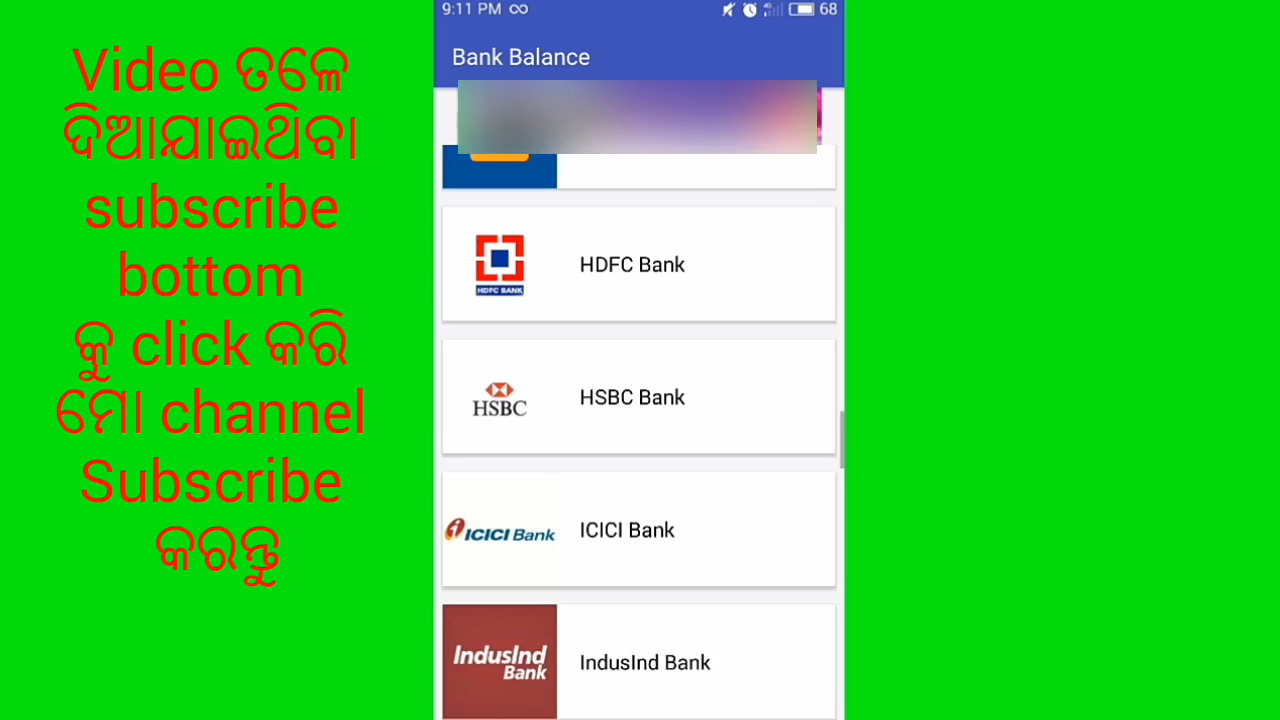 Video ତଳେ
ଦିଆଯାଇଥିବା
subscribe
bottom
କୁ click କରି
ମୋ channel
Subscribe
କରନ୍ତୁ
9:11 PM
68
Bank Balance
HDFC BANK
HDFC Bank
HSBC
HSBC Bank
ICICI Bank
ICICI Bank
IndusInd
Bank
IndusInd Bank